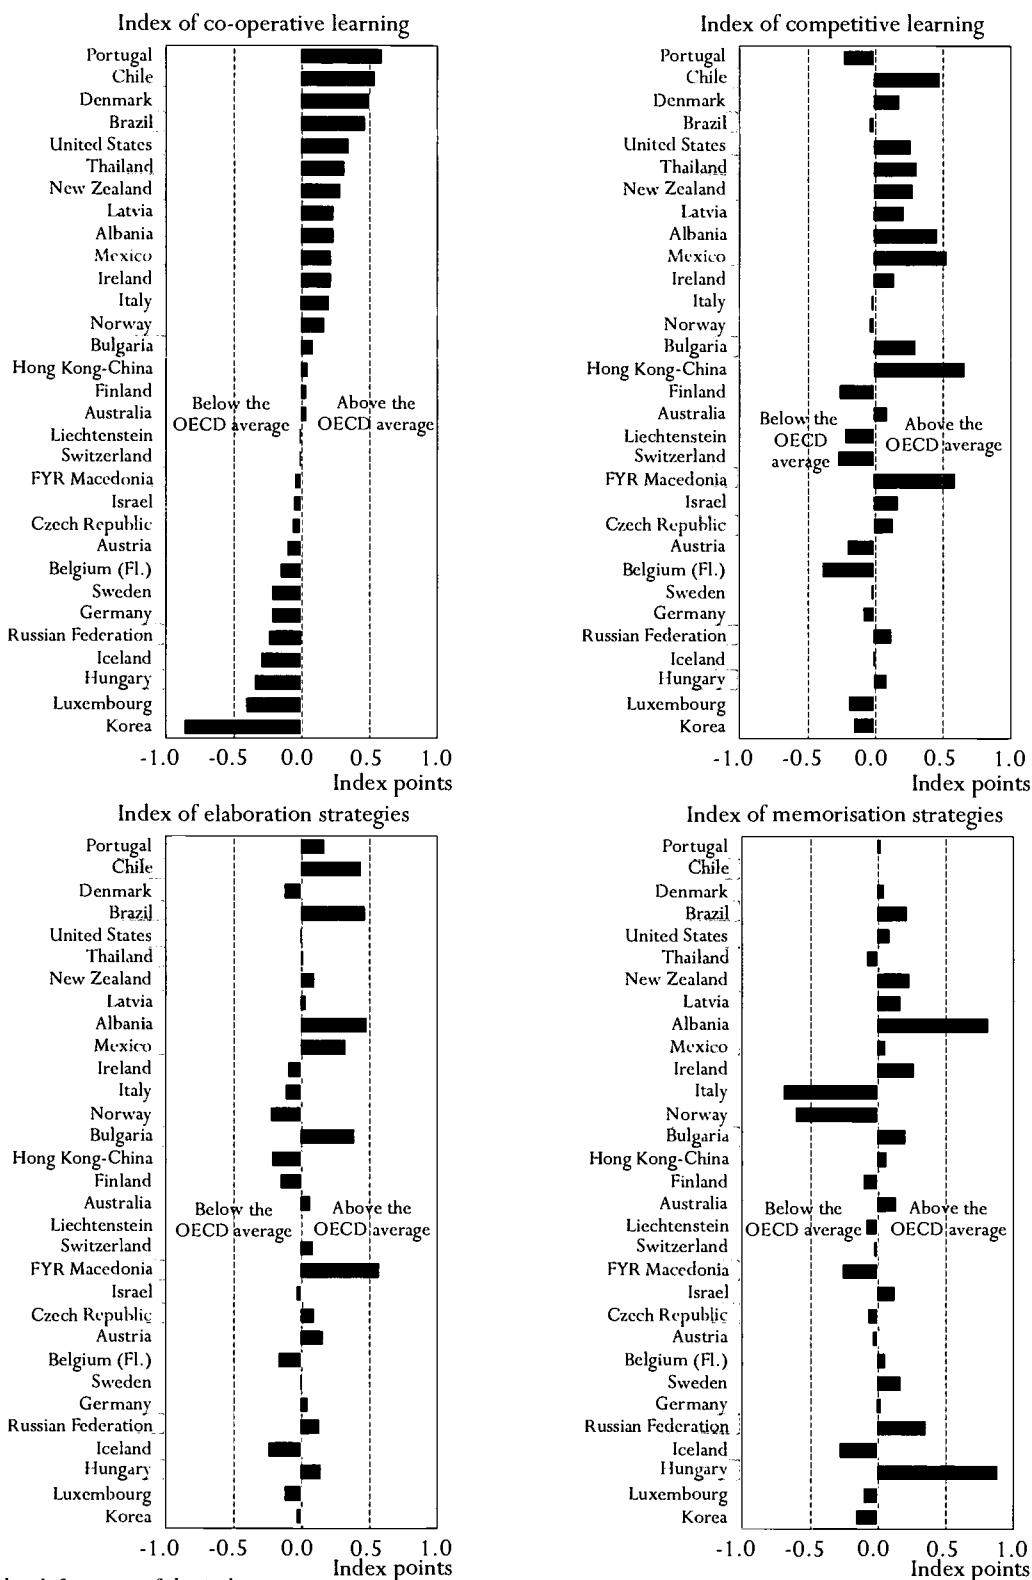 Index of co-operative learning
Portugal
Chile
Denmark
Brazil
United States
Thailand
New Zealand
Latvia
Albania
Mexico
Ireland
Italy
Norway
Bulgaria
Hong Kong-China
Finland
Australia
Liechtenstein
Switzerland
FYR Macedonia
Israel
Czech Republic
Austria
Belgium (Fl.)
Sweden
Germany
Russian Federation
Iceland
Hungary
Luxembourg
Korea
Below the
OECD average
Above the
OECD average
-1.0 -0.5 0.0 0.5 1.0
Index points
Index of competitive learning
Portugal
Chile
Denmark
Brazil
United States
Thailand
New Zealand
Latvia
Albania
Mexico
Ireland
Italy
Norway
Bulgaria
Hong Kong-China
Finland
Australia
Liechtenstein
Switzerland
FYR Macedonia
Israel
Czech Republic
Austria
Belgium (Fl.)
Sweden
Germany
Russian Federation
Iceland
Hungary
Luxembourg
Korea
Below the
OECD
average
Above the
OECD average
-1.0 -0.5 0.0 0.5 1.0
Index points
Index of elaboration strategies
Portugal
Chile
Denmark
Brazil
United States
Thailand
New Zealand
Latvia
Albania
Mexico
Ireland
Italy
Norway
Bulgaria
Hong Kong-China
Finland
Australia
Liechtenstein
Switzerland
FYR Macedonia
Israel
Czech Republic
Austria
Belgium (Fl.)
Sweden
Germany
Russian Federation
Iceland
Hungary
Luxembourg
Korea
Below the
OECD average
Above the
OECD average
-1.0 -0.5 0.0 0.5 1.0
Index points
Index of memorisation strategies
Portugal
Chile
Denmark
Brazil
United States
Thailand
New Zealand
Latvia
Albania
Mexico
Ireland
Italy
Norway
Bulgaria
Hong Kong-China
Finland
Australia
Liechtenstein
Switzerland
FYR Macedonia
Israel
Czech Republic
Austria
Belgium (Fl.)
Sweden
Germany
Russian Federation
Iceland
Hungary
Luxembourg
Korea
Below the
OECD average
Above the
OECD average
-1.0 -0.5 0.0 0.5 1.0
Index points